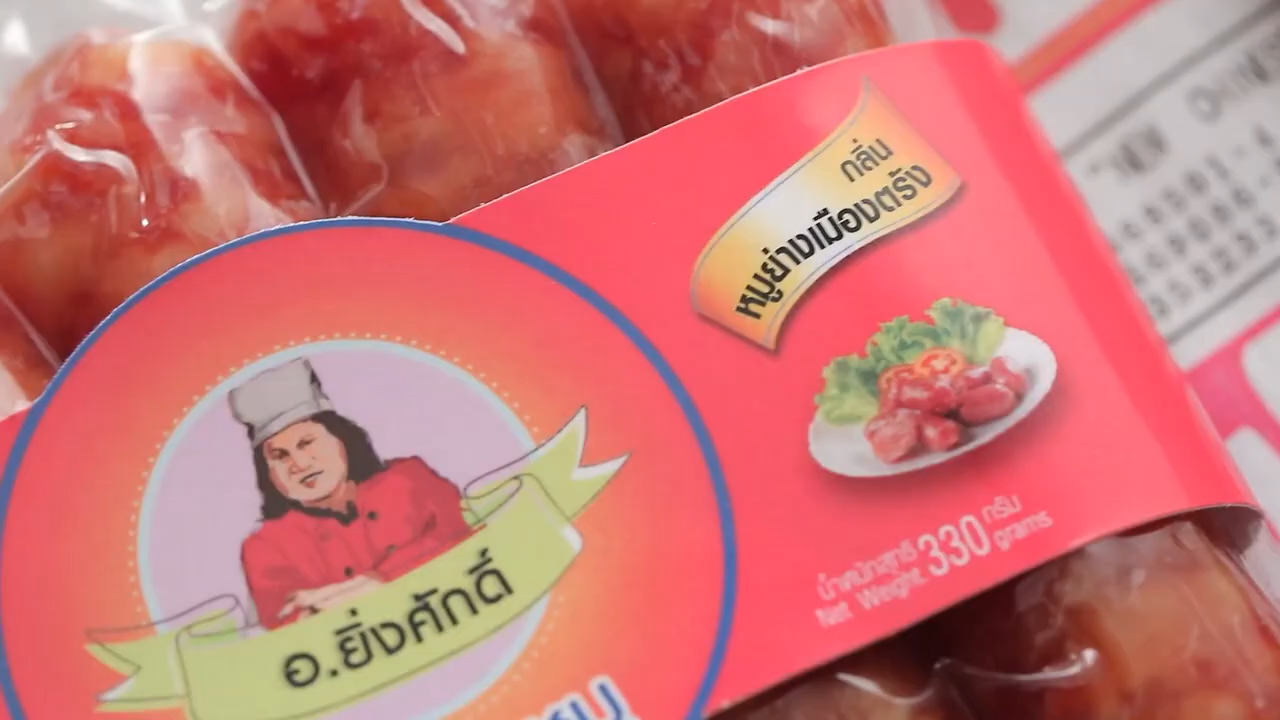 กลิ่น
หมูย่างเมืองตรัง
อ.ยิ่งศักดิ์
น้ำหนักสุทธิ 330 กรัม
Net Weight 330 grams